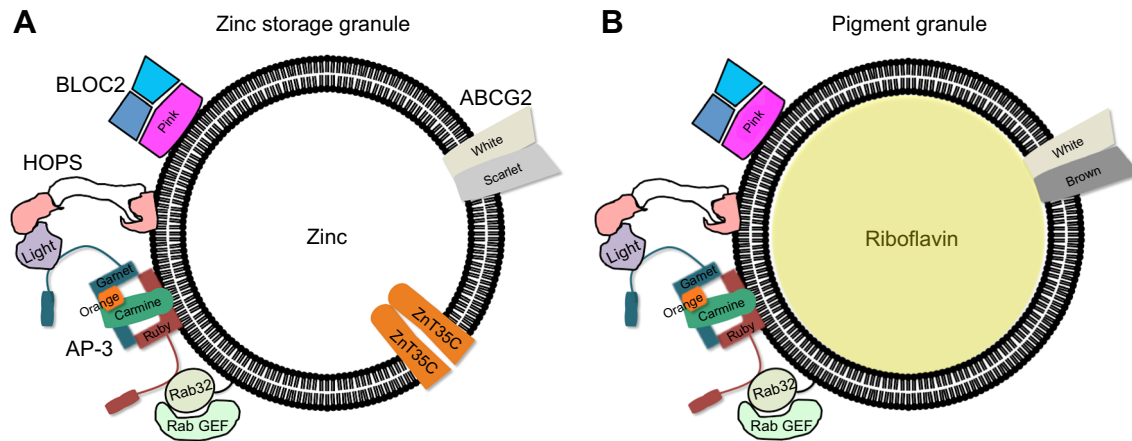 A
Zinc storage granule
BLOC2
Pink
ABCG2
White
Scarlet
HOPS
Light
Zinc
Garnet
Orange
Carmine
Ruby
AP-3
ZnT35C
ZnT35C
Rab32
Rab GEF
B
Pigment granule
Pink
White
Brown
Light
Riboflavin
Garnet
Orange
Carmine
Ruby
Rab32
Rab GEF